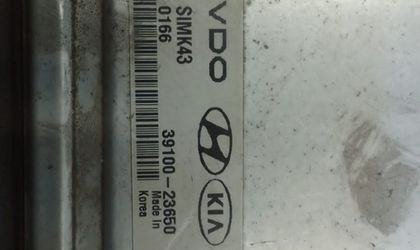 VDO
SIMK43
0166
KIA
39100-23650
Made in
Korea